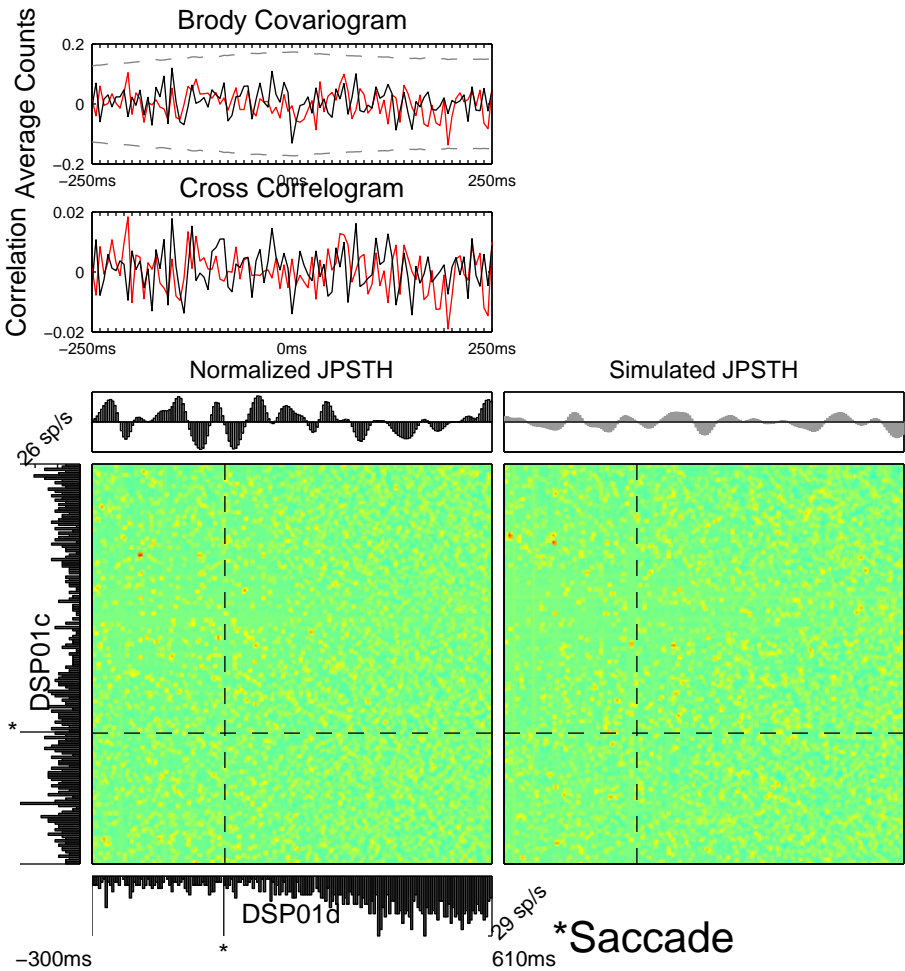 Brody Covariogram
Average Counts
0.2
0
−0.2
−250ms
0ms
250ms
Cross Correlogram
Correlation
0.02
0
−0.02
−250ms
0ms
250ms
Normalized JPSTH
Simulated JPSTH
26 sp/s
DSP01c
*
DSP01d
29 sp/s
*
*Saccade
−300ms
610ms